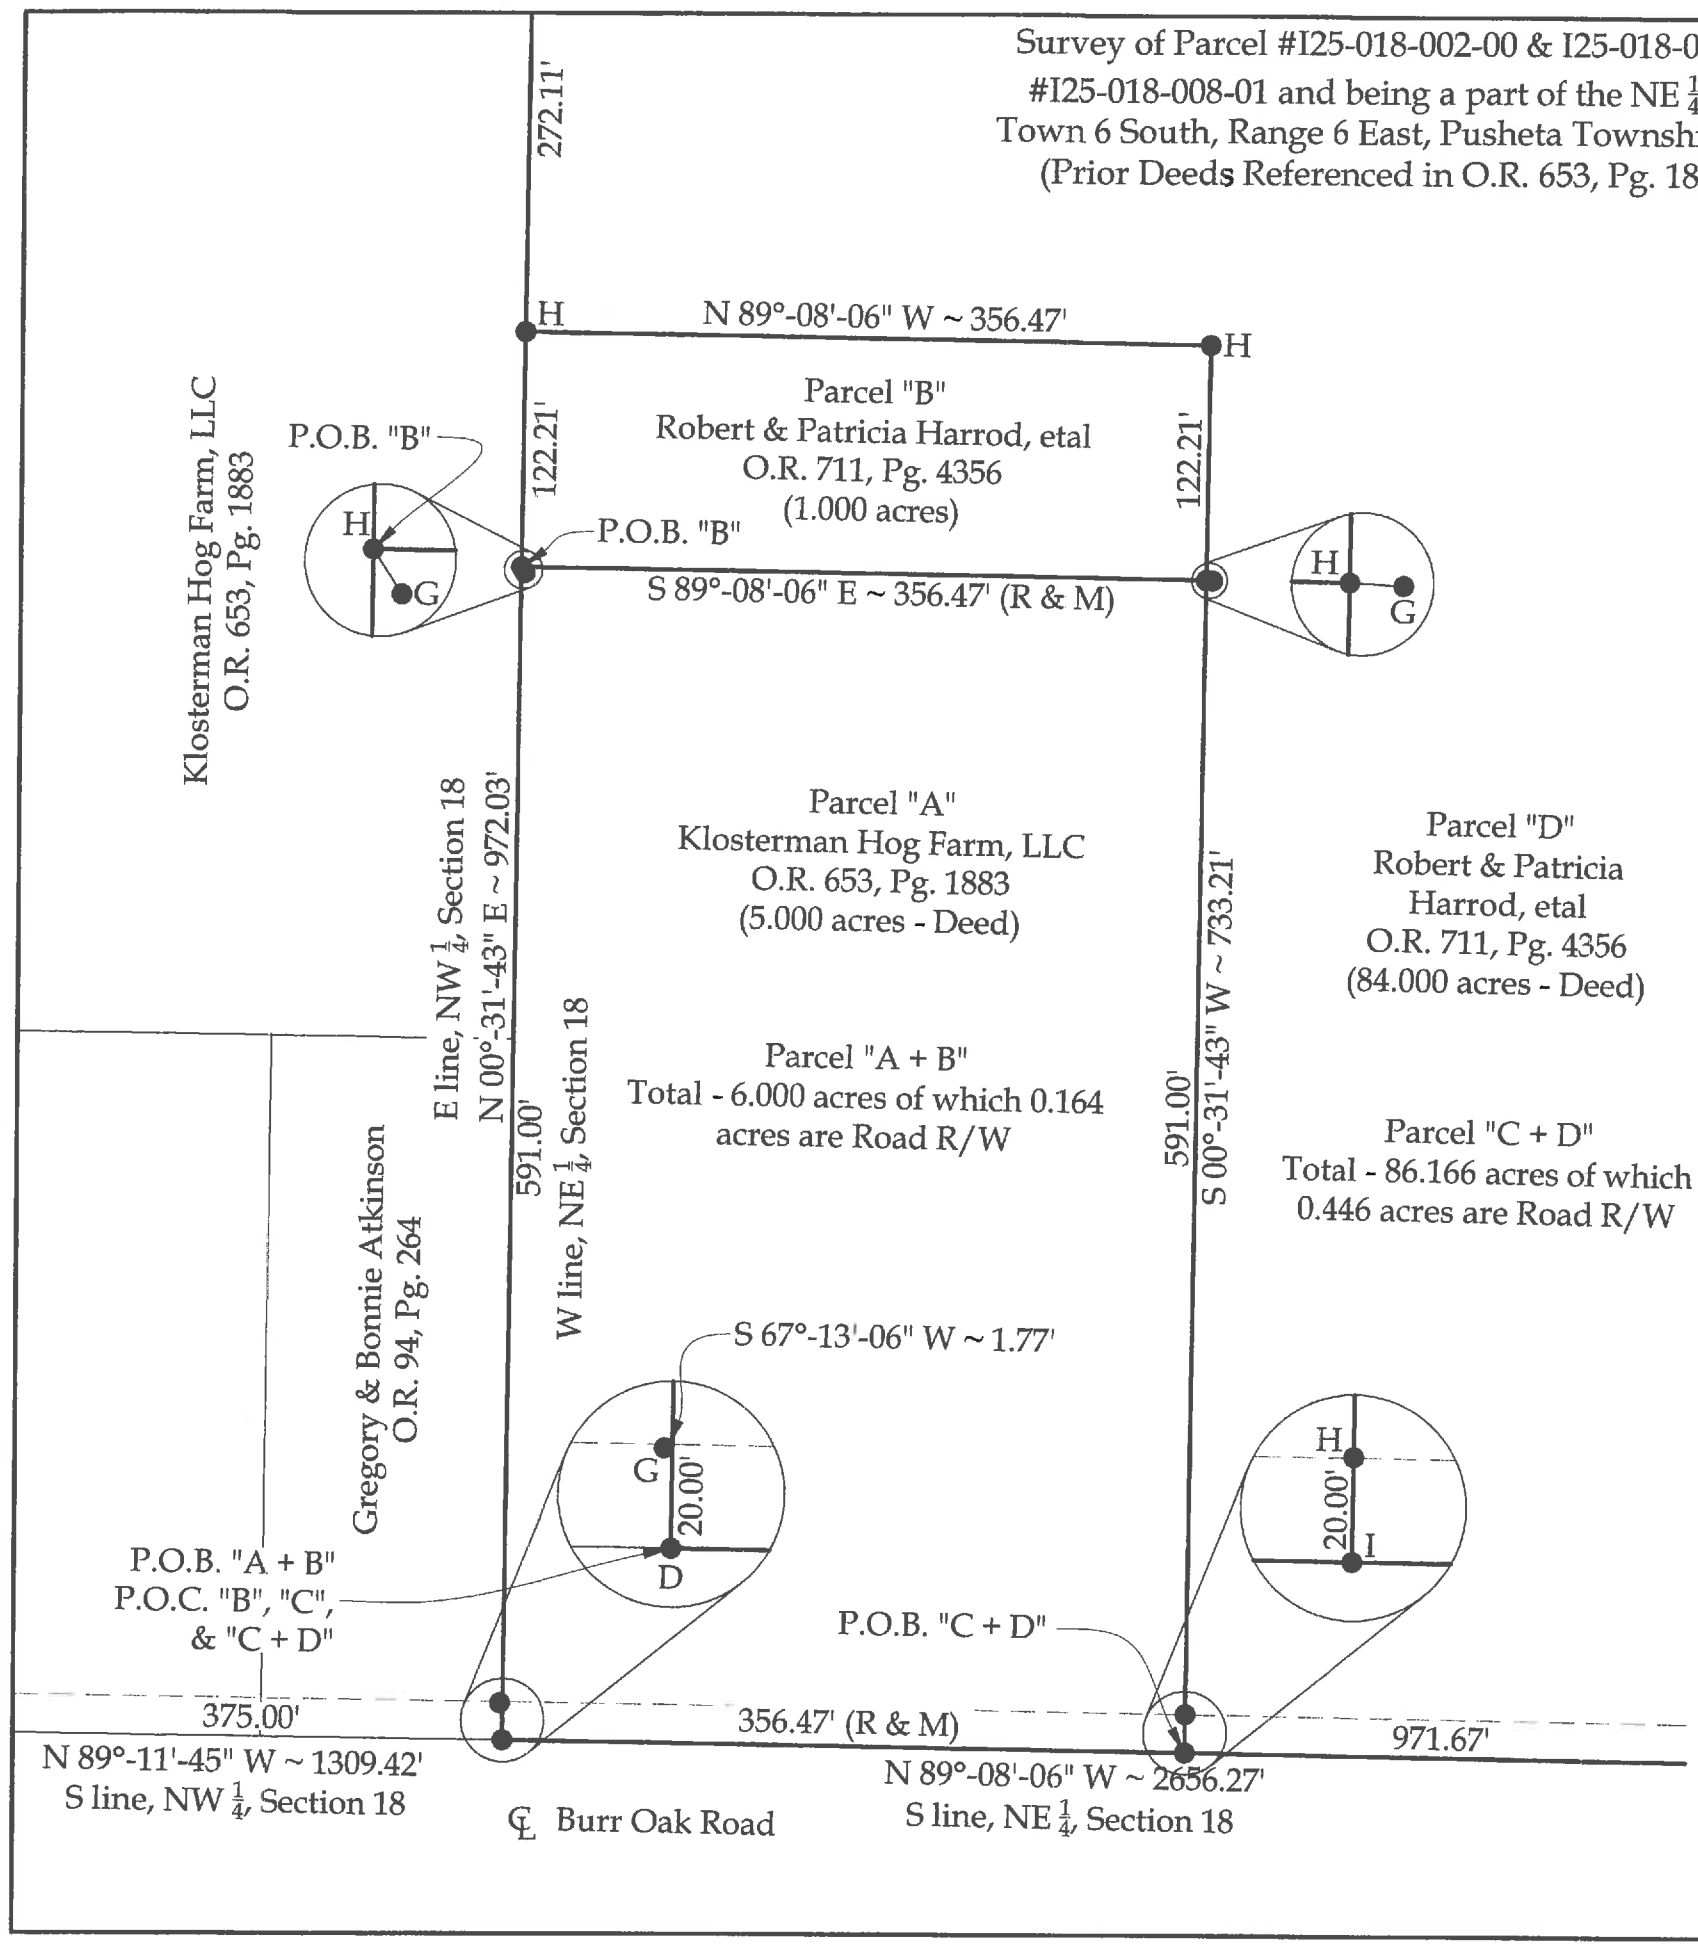 Survey of Parcel #I25-018-002-00 & I25-018-0
#I25-018-008-01 and being a part of the NE 1/4
Town 6 South, Range 6 East, Pusheta Townsh
(Prior Deeds Referenced in O.R. 653, Pg. 18
272.11'
H
N 89°-08'-06" W ~ 356.47'
H
Klosterman Hog Farm, LLC
O.R. 653, Pg. 1883
P.O.B. "B"
122.21'
Parcel "B"
Robert & Patricia Harrod, etal
O.R. 711, Pg. 4356
(1.000 acres)
122.21'
H
G
P.O.B. "B"
S 89°-08'-06" E ~ 356.47' (R & M)
H
G
E line, NW 1/4, Section 18
N 00°-31'-43" E ~ 972.03'
591.00'
W line, NE 1/4, Section 18
Parcel "A"
Klosterman Hog Farm, LLC
O.R. 653, Pg. 1883
(5.000 acres - Deed)
Parcel "A + B"
Total - 6.000 acres of which 0.164
acres are Road R/W
591.00'
S 00°-31'-43" W ~ 733.21'
Parcel "D"
Robert & Patricia
Harrod, etal
O.R. 711, Pg. 4356
(84.000 acres - Deed)
Parcel "C + D"
Total - 86.166 acres of which
0.446 acres are Road R/W
Gregory & Bonnie Atkinson
O.R. 94, Pg. 264
S 67°-13'-06" W ~ 1.77'
G
20.00'
D
H
20.00'
I
P.O.B. "A + B"
P.O.C. "B", "C",
& "C + D"
P.O.B. "C + D"
375.00'
356.47' (R & M)
971.67'
N 89°-11'-45" W ~ 1309.42'
S line, NW 1/4, Section 18
N 89°-08'-06" W ~ 2656.27'
S line, NE 1/4, Section 18
℄ Burr Oak Road